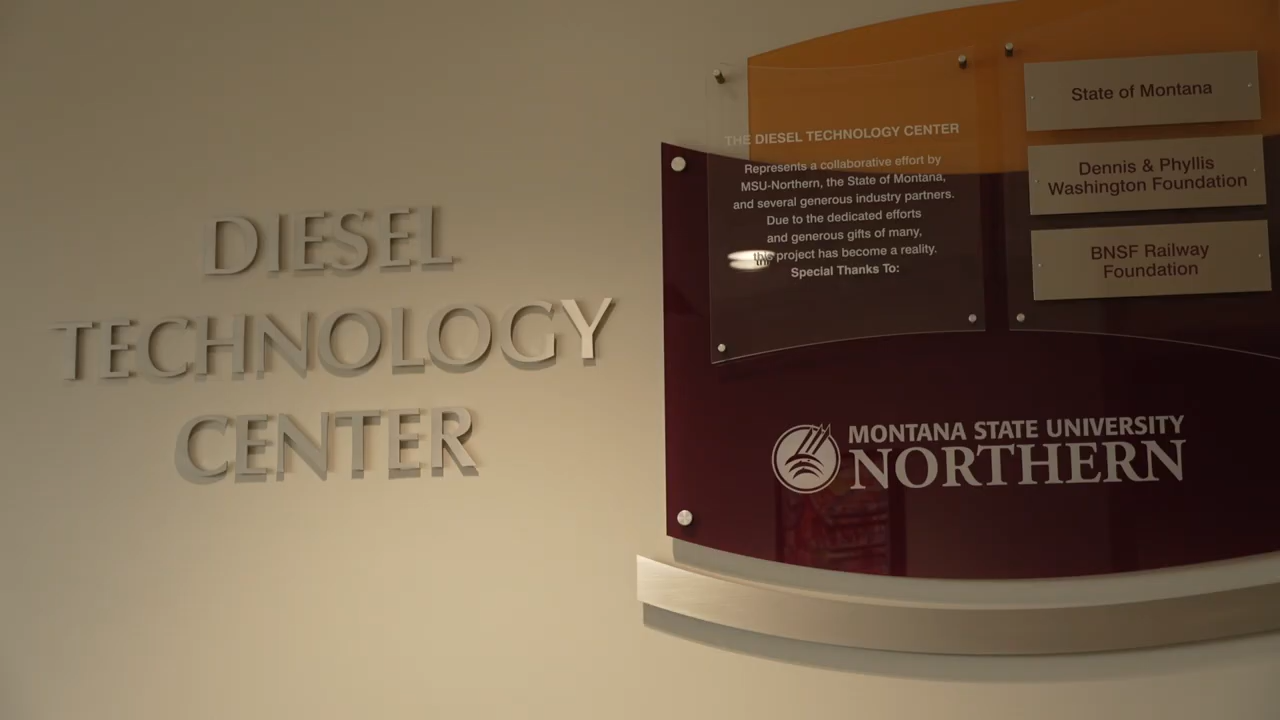 DIESEL
TECHNOLOGY
CENTER
THE DIESEL TECHNOLOGY CENTER
Represents a collaborative effort by
MSU-Northern, the State of Montana,
and several generous industry partners.
Due to the dedicated efforts
and generous gifts of many,
this project has become a reality.
Special Thanks To:
State of Montana
Dennis & Phyllis
Washington Foundation
BNSF Railway
Foundation
MONTANA STATE UNIVERSITY
NORTHERN